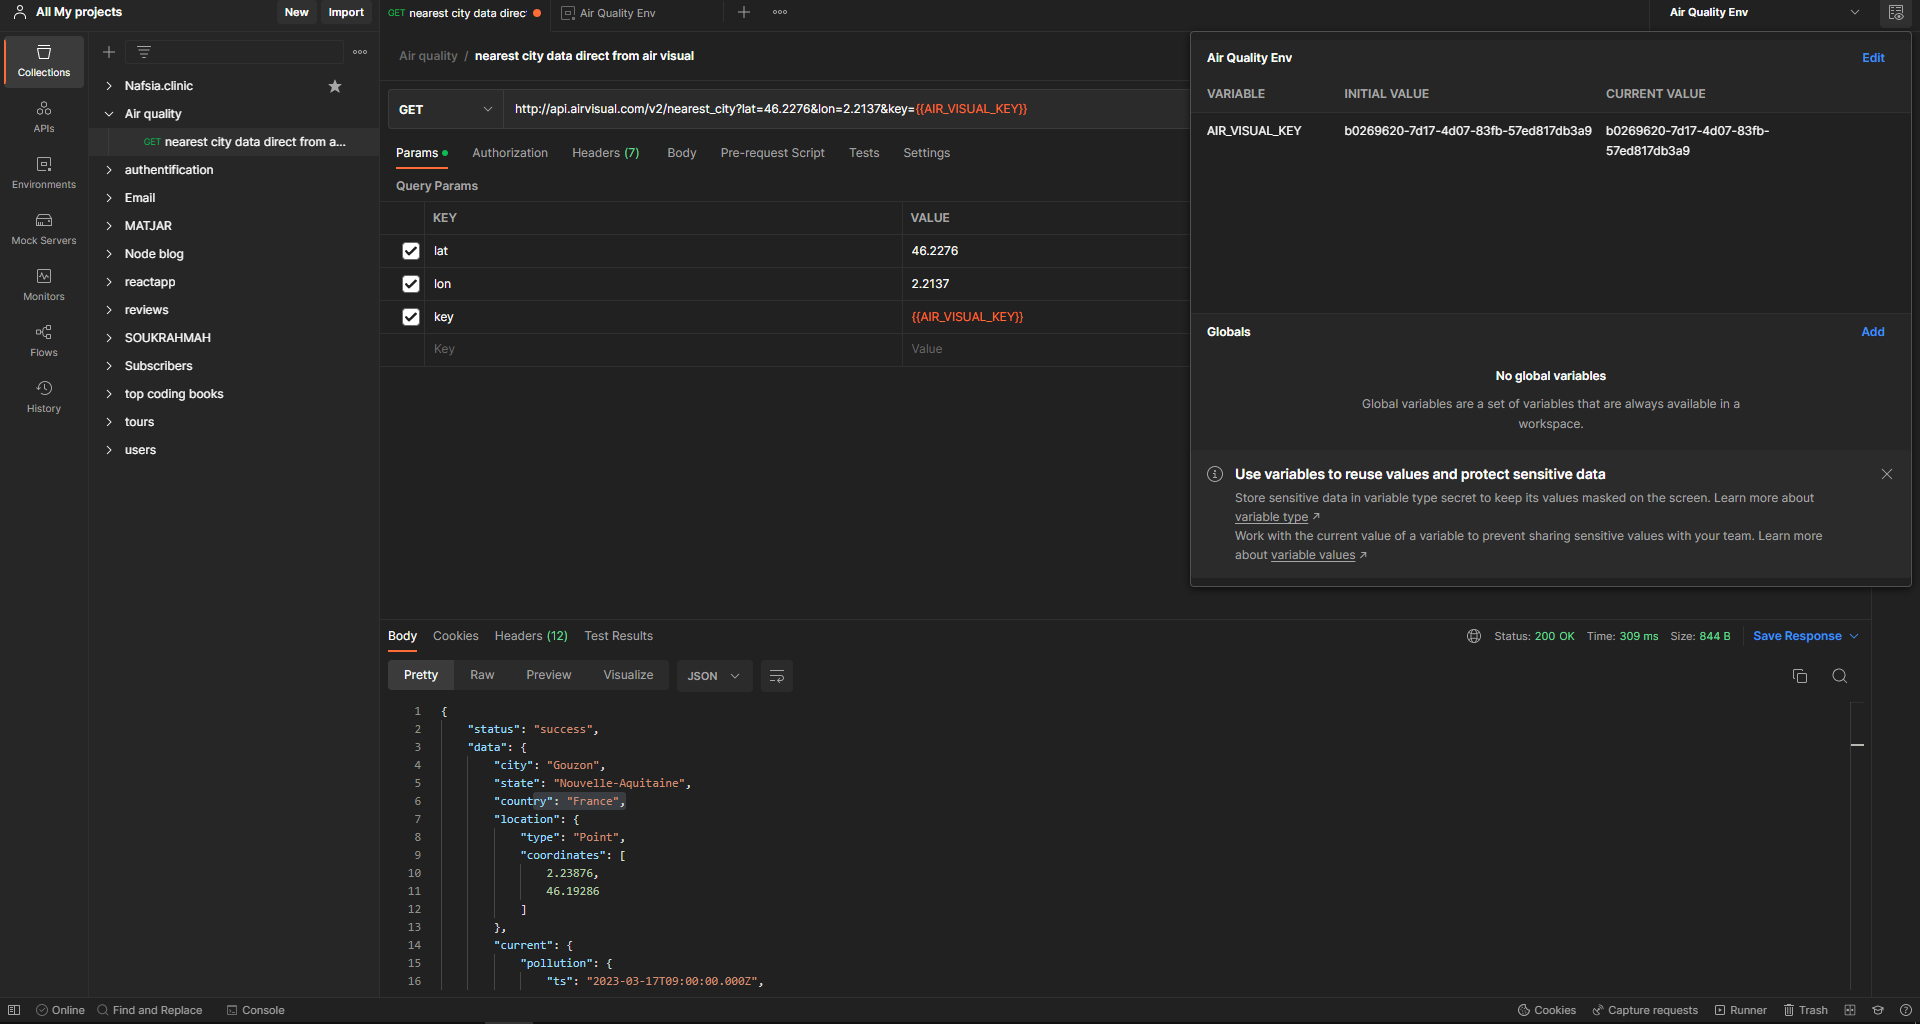 All My projects
New
Import
GET nearest city data direc
Air Quality Env
Air Quality Env
Collections
APIs
Environments
Mock Servers
Monitors
Flows
History
Nafsia.clinic
Air quality
GET nearest city data direct from a...
authentification
Email
MATJAR
Node blog
reactapp
reviews
SOUKRAHMAH
Subscribers
top coding books
tours
users
Air quality / nearest city data direct from air visual
GET
http://api.airvisual.com/v2/nearest_city?lat=46.2276&lon=2.2137&key={{AIR_VISUAL_KEY}}
Params Authorization Headers (7) Body Pre-request Script Tests Settings
Query Params
KEY VALUE
lat 46.2276
lon 2.2137
key {{AIR_VISUAL_KEY}}
Key Value
Air Quality Env Edit
VARIABLE INITIAL VALUE CURRENT VALUE
AIR_VISUAL_KEY b0269620-7d17-4d07-83fb-57ed817db3a9 b0269620-7d17-4d07-83fb-
57ed817db3a9
Globals Add
No global variables
Global variables are a set of variables that are always available in a
workspace.
Use variables to reuse values and protect sensitive data
Store sensitive data in variable type secret to keep its values masked on the screen. Learn more about
variable type ↗
Work with the current value of a variable to prevent sharing sensitive values with your team. Learn more
about variable values ↗
Body Cookies Headers (12) Test Results
Status: 200 OK Time: 309 ms Size: 844 B Save Response
Pretty Raw Preview Visualize JSON
1 {
2 "status": "success",
3 "data": {
4 "city": "Gouzon",
5 "state": "Nouvelle-Aquitaine",
6 "country": "France",
7 "location": {
8 "type": "Point",
9 "coordinates": [
10 2.23876,
11 46.19286
12 ]
13 },
14 "current": {
15 "pollution": {
16 "ts": "2023-03-17T09:00:00.000Z",
Online Find and Replace Console
Cookies Capture requests Runner Trash